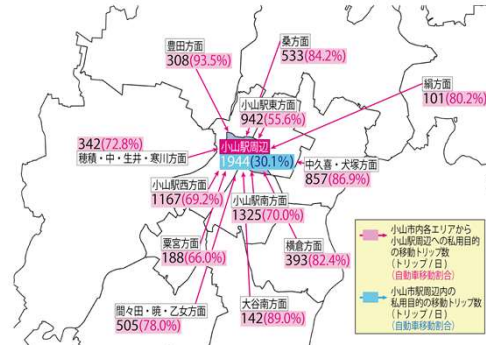 豊田方面
308(93.5%)
桑方面
533(84.2%)
小山駅東方面
942(55.6%)
絹方面
101(80.2%)
342(72.8%)
穂積・中・生井・寒川方面
小山駅周辺
1944(30.1%)
中久喜・犬塚方面
857(86.9%)
小山駅西方面
1167(69.2%)
小山駅南方面
1325(70.0%)
粟宮方面
188(66.0%)
横倉方面
393(82.4%)
間々田・暁・乙女方面
505(78.0%)
大谷南方面
142(89.0%)
小山市内各エリアから
小山駅周辺への私用目的
の移動トリップ数
(トリップ/日)
(自動車移動割合)
小山市駅周辺内の
私用目的の移動トリップ数
(トリップ/日)
(自動車移動割合)